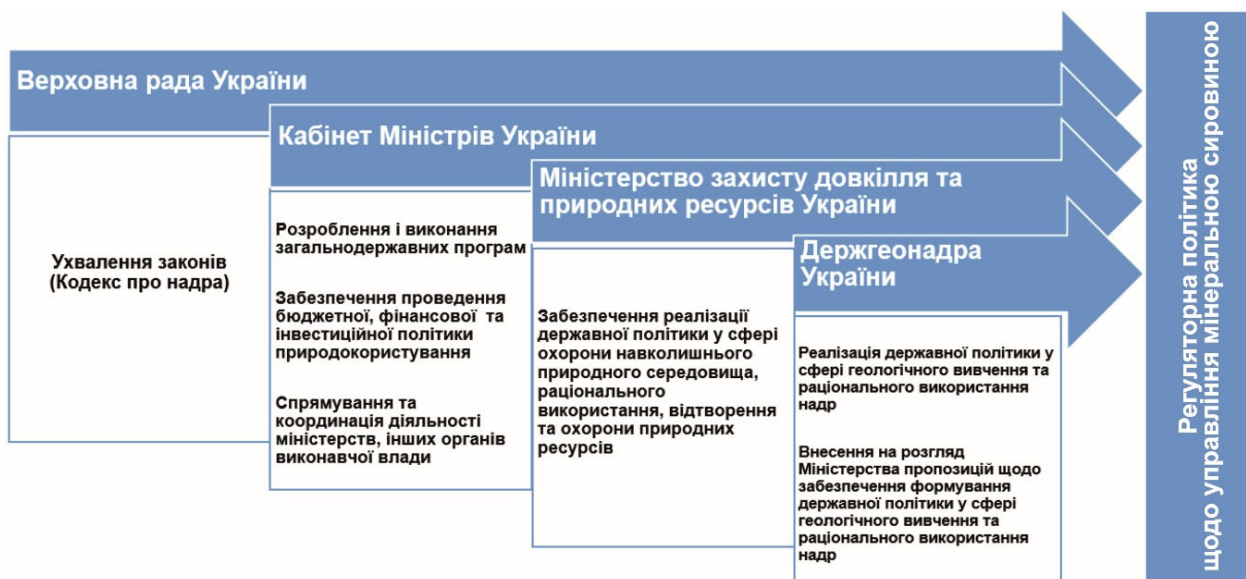 Верховна рада України
Ухвалення законів
(Кодекс про надра)
Кабінет Міністрів України
Розроблення і виконання
загальнодержавних програм
Забезпечення проведення
бюджетної, фінансової та
інвестиційної політики
природокористування
Спрямування та
координація діяльності
міністерств, інших органів
виконавчої влади
Міністерство захисту довкілля та
природних ресурсів України
Забезпечення реалізації
державної політики у сфері
охорони навколишнього
природного середовища,
раціонального
використання, відтворення
та охорони природних
ресурсів
Держгеонадра
України
Реалізація державної політики у
сфері геологічного вивчення та
раціонального використання
надр
Внесення на розгляд
Міністерства пропозицій щодо
забезпечення формування
державної політики у сфері
геологічного вивчення та
раціонального використання
надр
Регуляторна політика
щодо управління мінеральною сировиною